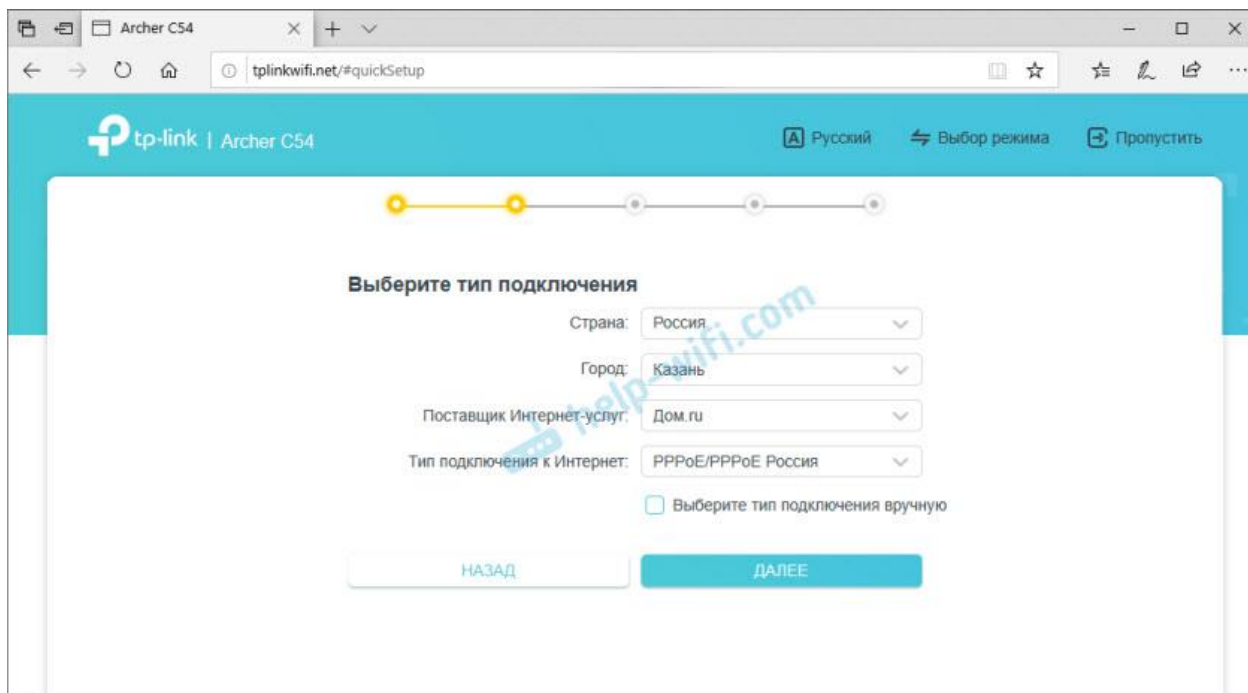 Archer C54
tplinkwifi.net/#quickSetup
tp-link | Archer C54
Русский
Выбор режима
Пропустить
Выберите тип подключения
Страна: Россия
Город: Казань
Поставщик Интернет-услуг: Дом.ru
Тип подключения к Интернет: PPPoE/PPPoE Россия
Выберите тип подключения вручную
НАЗАД
ДАЛЕЕ
help-wifi.com